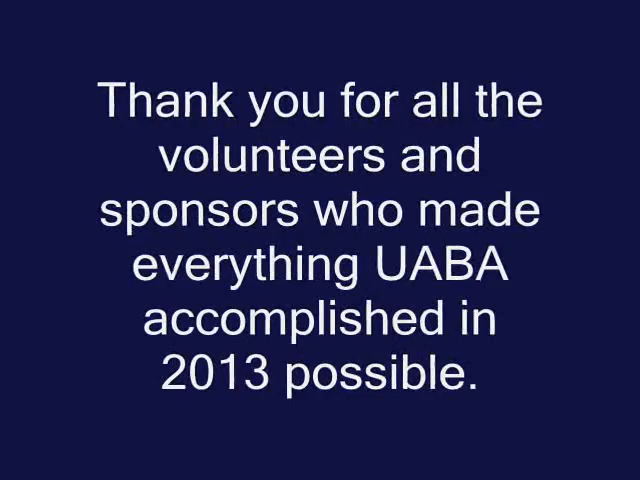 Thank you for all the
volunteers and
sponsors who made
everything UABA
accomplished in
2013 possible.